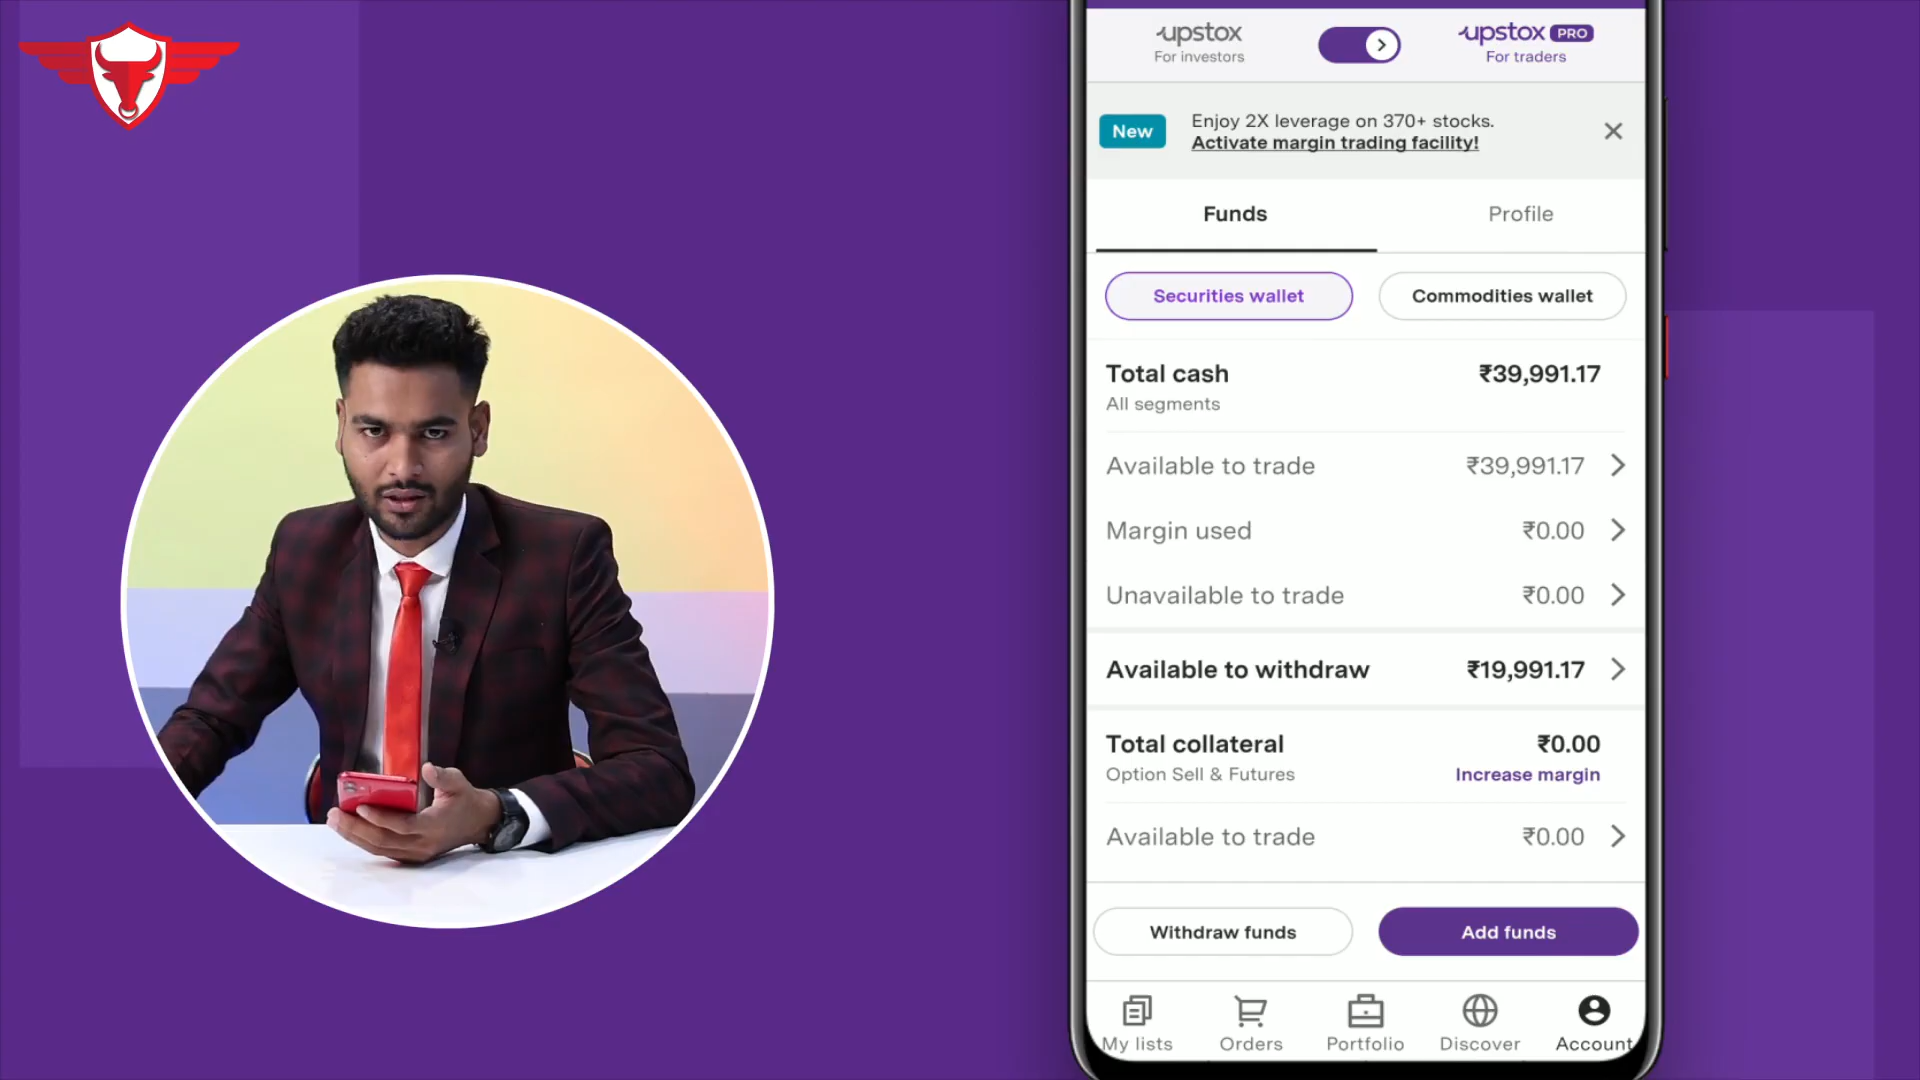 upstox
For investors
upstox PRO
For traders
New
Enjoy 2X leverage on 370+ stocks.
Activate margin trading facility!
Funds
Profile
Securities wallet
Commodities wallet
Total cash
₹39,991.17
All segments
Available to trade
₹39,991.17
Margin used
₹0.00
Unavailable to trade
₹0.00
Available to withdraw
₹19,991.17
Total collateral
₹0.00
Option Sell & Futures
Increase margin
Available to trade
₹0.00
Withdraw funds
Add funds
My lists
Orders
Portfolio
Discover
Account